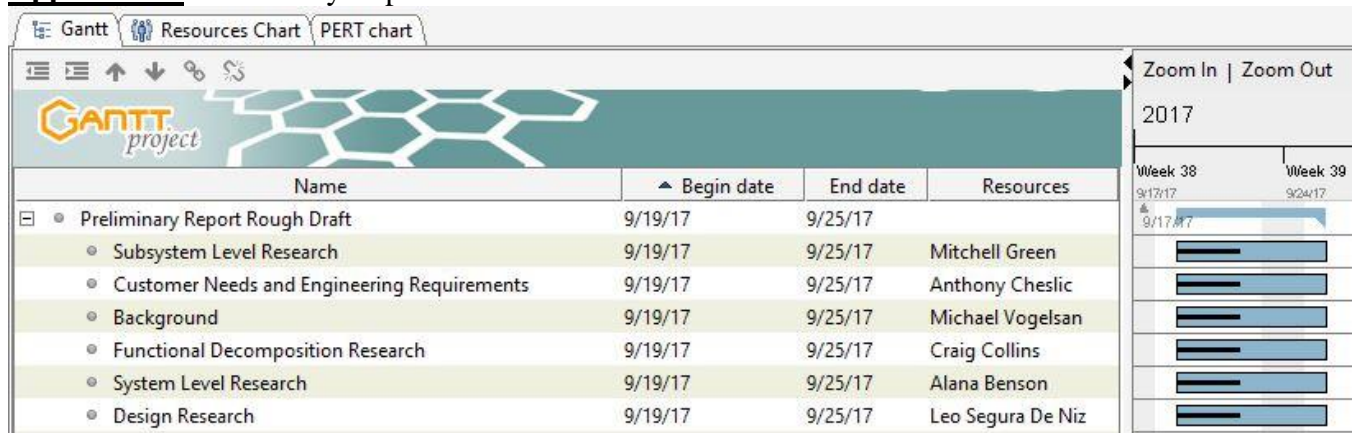 Gantt Resources Chart PERT chart
Zoom In | Zoom Out
GANTT
project
2017
Week 38 Week 39
9/17/17 9/24/17
Name Begin date End date Resources
Preliminary Report Rough Draft 9/19/17 9/25/17
9/17/17
Subsystem Level Research 9/19/17 9/25/17 Mitchell Green
Customer Needs and Engineering Requirements 9/19/17 9/25/17 Anthony Cheslic
Background 9/19/17 9/25/17 Michael Vogelsan
Functional Decomposition Research 9/19/17 9/25/17 Craig Collins
System Level Research 9/19/17 9/25/17 Alana Benson
Design Research 9/19/17 9/25/17 Leo Segura De Niz